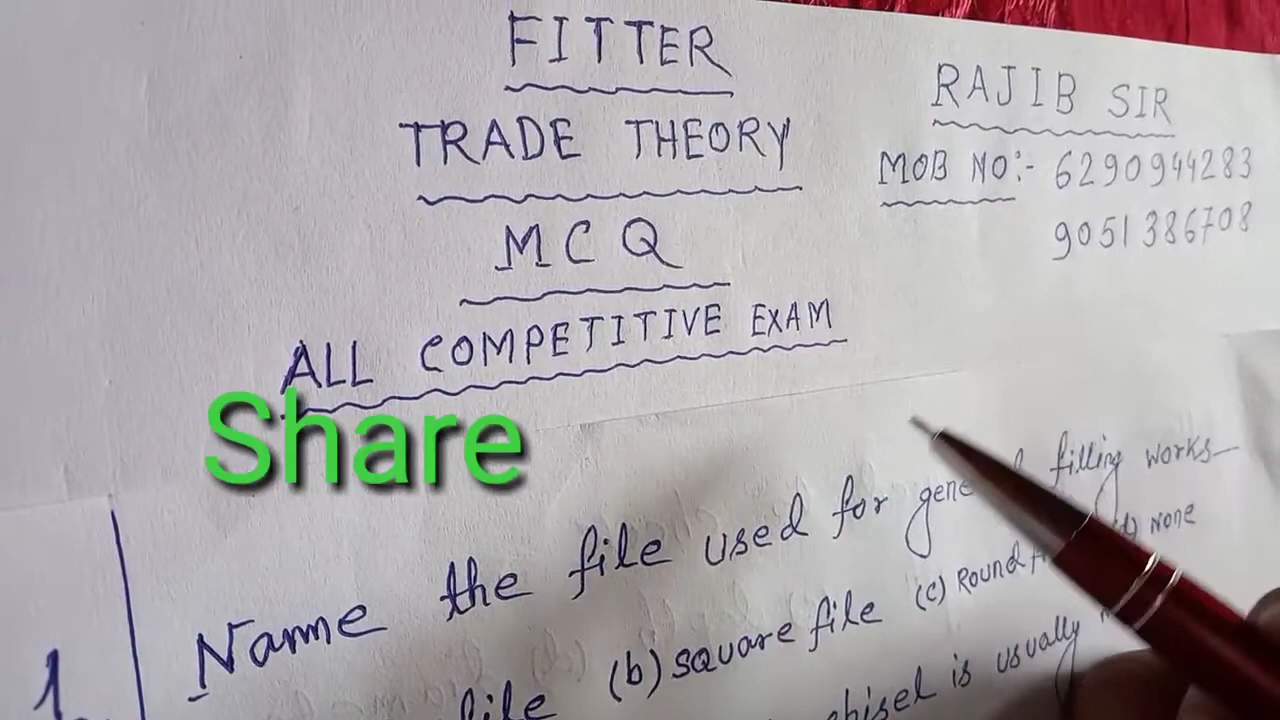 FITTER
TRADE THEORY
MCQ
ALL COMPETITIVE EXAM
RAJIB SIR
MOB NO:- 6290944283
9051386708
Share
1. Name the file used for gene filling works—
file (b) square file (c) Round (d) None
chisel is usually